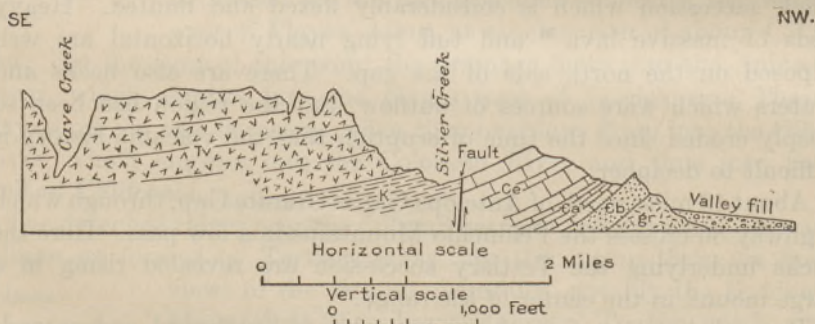 SE
NW.
Cave Creek
Silver Creek
Fault
Tv
K
Ce
Ca
Cb
gr
Valley fill
Horizontal scale
0 2 Miles
Vertical scale
0 1,000 Feet